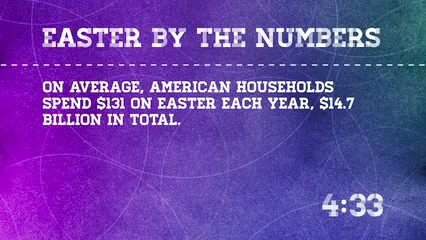 EASTER BY THE NUMBERS
ON AVERAGE, AMERICAN HOUSEHOLDS
SPEND $131 ON EASTER EACH YEAR, $14.7
BILLION IN TOTAL.
4:33